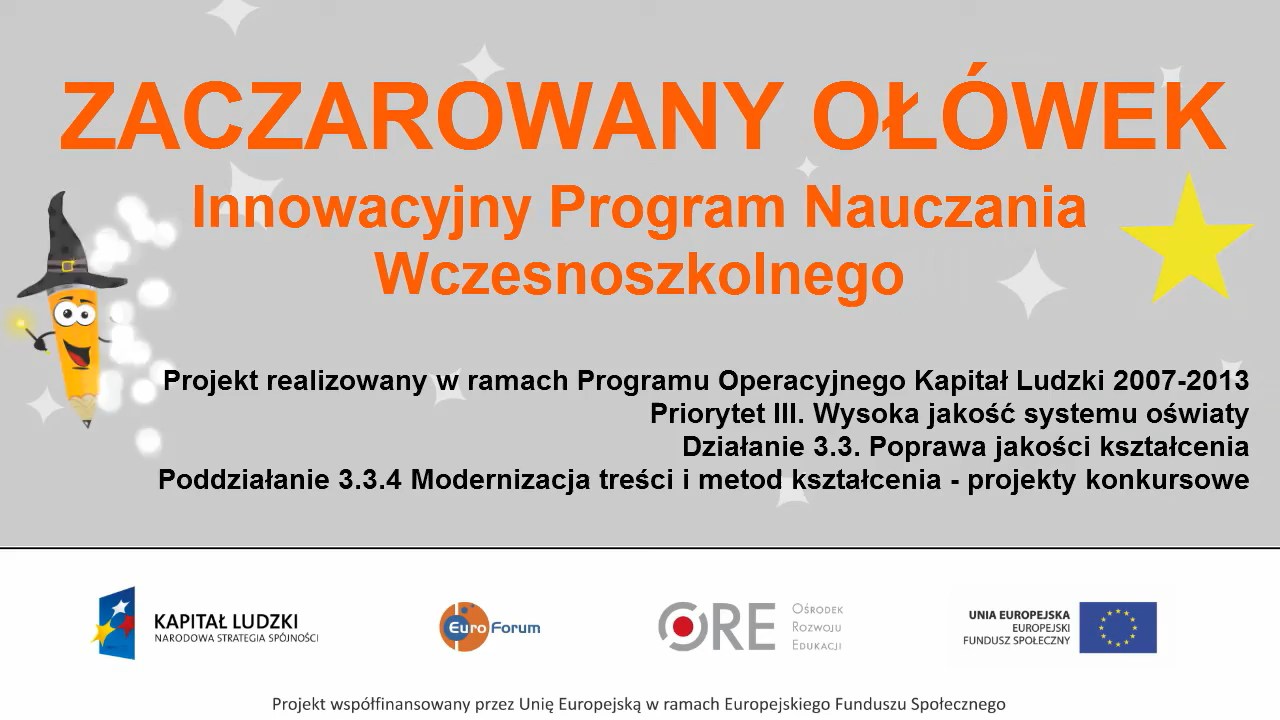 ZACZAROWANY OŁÓWEK
Innowacyjny Program Nauczania
Wczesnoszkolnego
Projekt realizowany w ramach Programu Operacyjnego Kapitał Ludzki 2007-2013
Priorytet III. Wysoka jakość systemu oświaty
Działanie 3.3. Poprawa jakości kształcenia
Poddziałanie 3.3.4 Modernizacja treści i metod kształcenia - projekty konkursowe
KAPITAŁ LUDZKI
NARODOWA STRATEGIA SPÓJNOŚCI
EuroForum
ORE
OŚRODEK
ROZWOJU
EDUKACJI
UNIA EUROPEJSKA
EUROPEJSKI
FUNDUSZ SPOŁECZNY
Projekt współfinansowany przez Unię Europejską w ramach Europejskiego Funduszu Społecznego